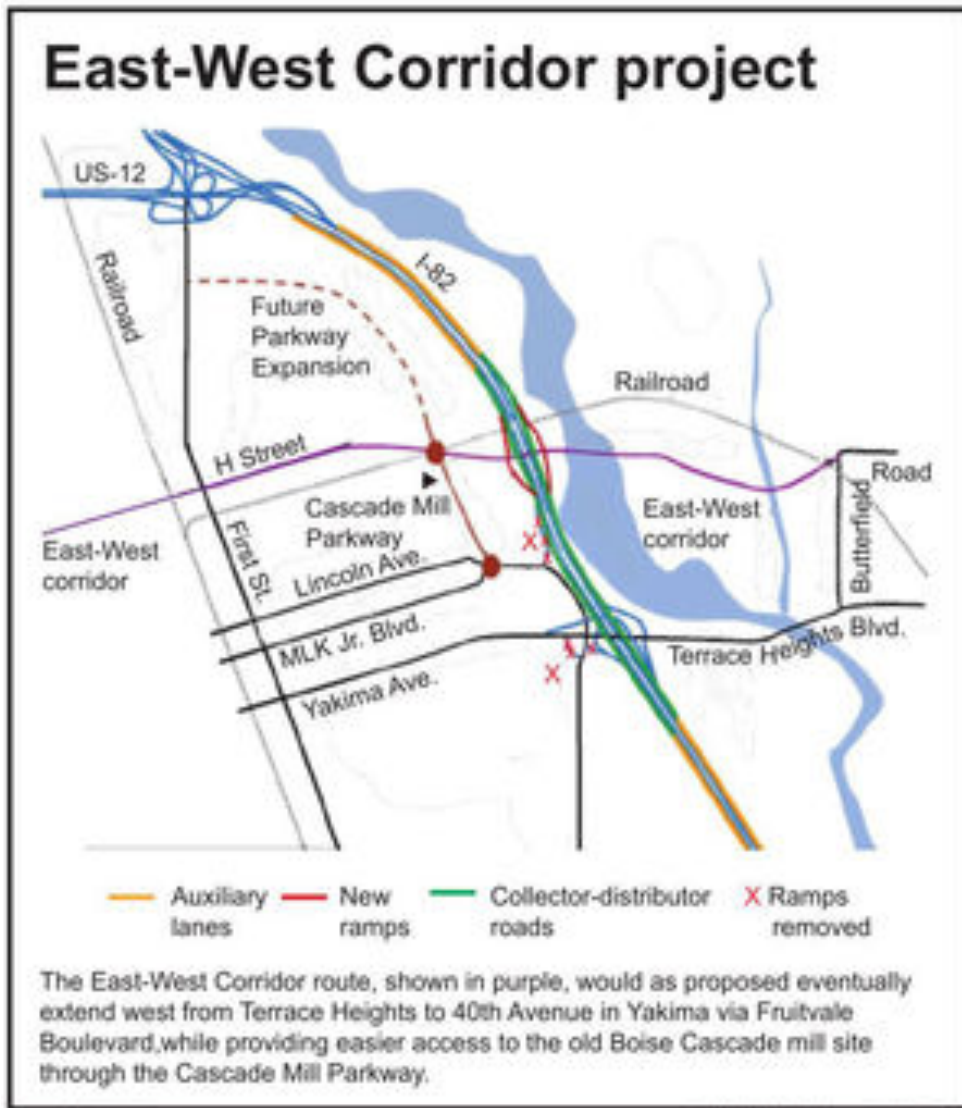 East-West Corridor project
US-12
I-82
Railroad
Future
Parkway
Expansion
Railroad
H Street
Road
Cascade Mill
Parkway
East-West
corridor
Butterfield
East-West
corridor
First St.
Lincoln Ave.
MLK Jr. Blvd.
Terrace Heights Blvd.
Yakima Ave.
X
X
x
Auxiliary
lanes
New
ramps
Collector-distributor
roads
X Ramps
removed
The East-West Corridor route, shown in purple, would as proposed eventually
extend west from Terrace Heights to 40th Avenue in Yakima via Fruitvale
Boulevard,while providing easier access to the old Boise Cascade mill site
through the Cascade Mill Parkway.